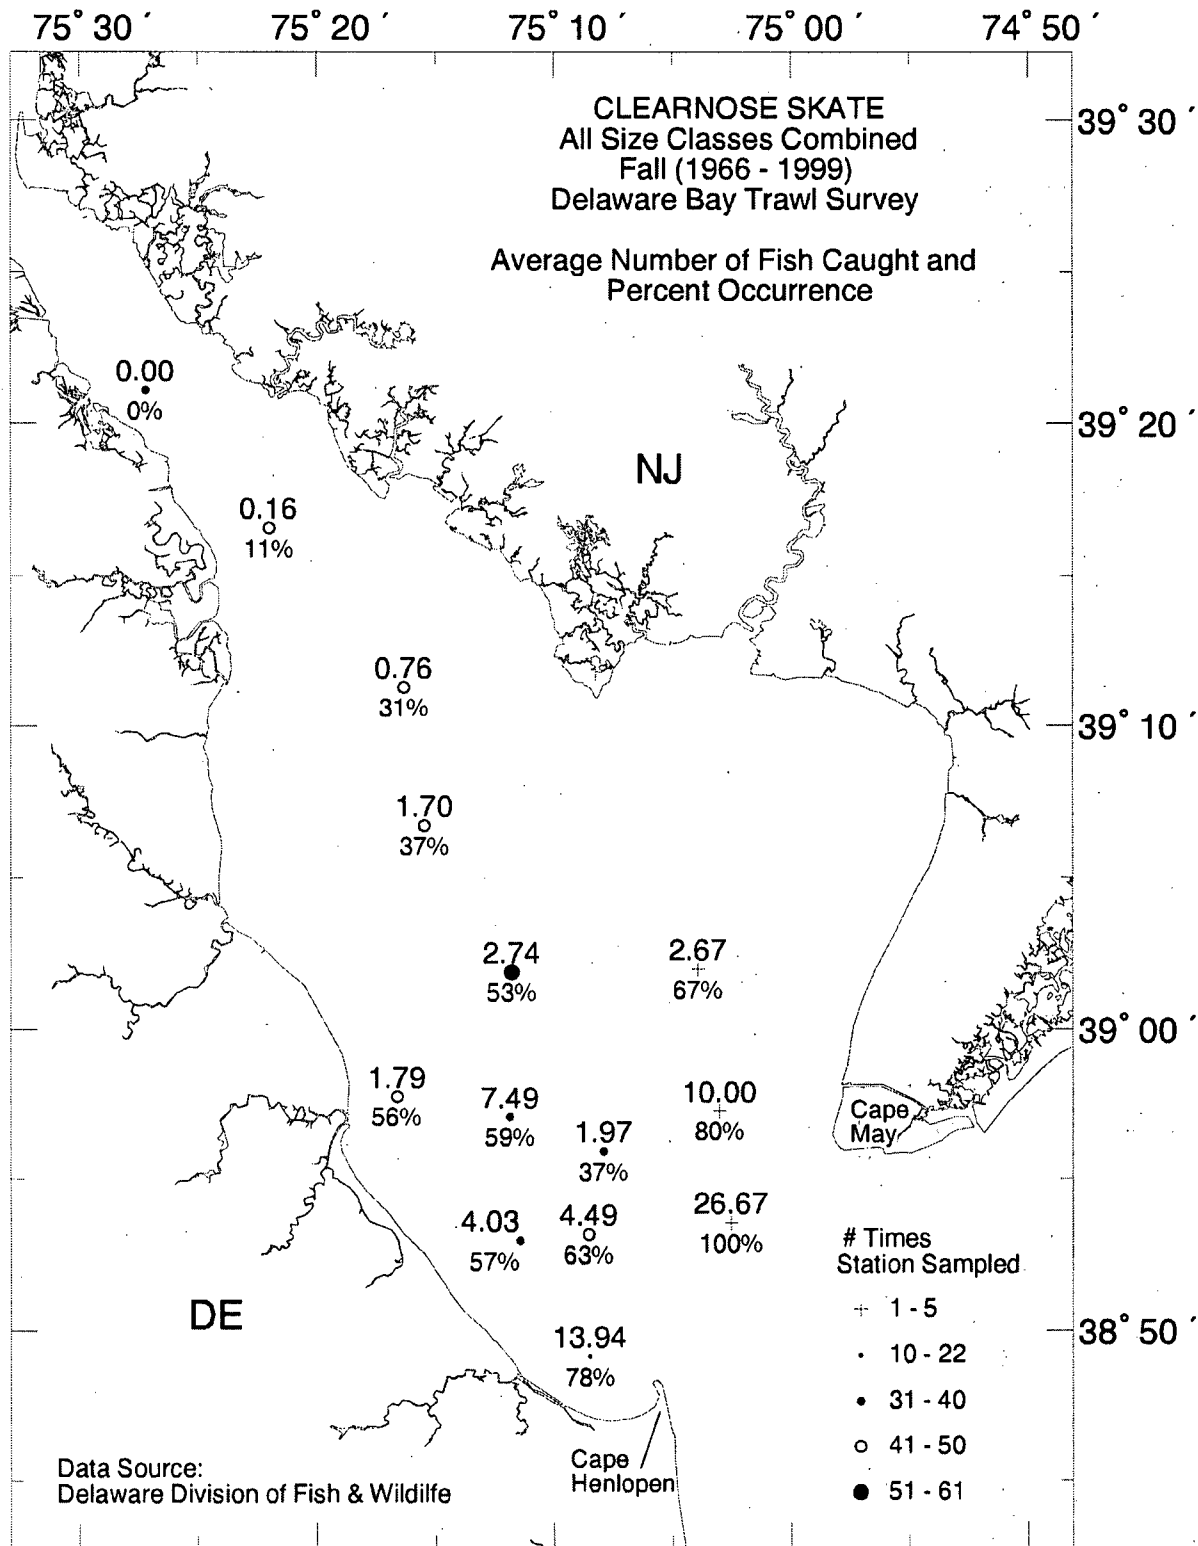 75° 30 ′ 75° 20 ′ 75° 10 ′ 75° 00 ′ 74° 50 ′
CLEARNOSE SKATE
All Size Classes Combined
Fall (1966 - 1999)
Delaware Bay Trawl Survey
Average Number of Fish Caught and
Percent Occurrence
39° 30 ′
0.00
0%
39° 20 ′
NJ
0.16
11%
0.76
31%
39° 10 ′
1.70
37%
2.74
53%
2.67
67%
39° 00 ′
1.79
56%
7.49
59%
10.00
80%
Cape
May
1.97
37%
4.03
57%
4.49
63%
26.67
100%
DE
13.94
78%
38° 50 ′
# Times
Station Sampled
1 - 5
10 - 22
31 - 40
41 - 50
51 - 61
Cape
Henlopen
Data Source:
Delaware Division of Fish & Wildilfe